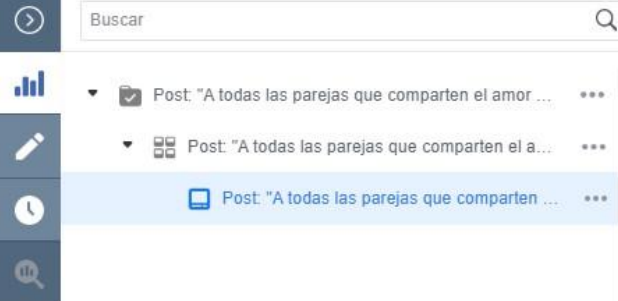 Buscar
Post: "A todas las parejas que comparten el amor ...
Post: "A todas las parejas que comparten el a...
Post: "A todas las parejas que comparten ...